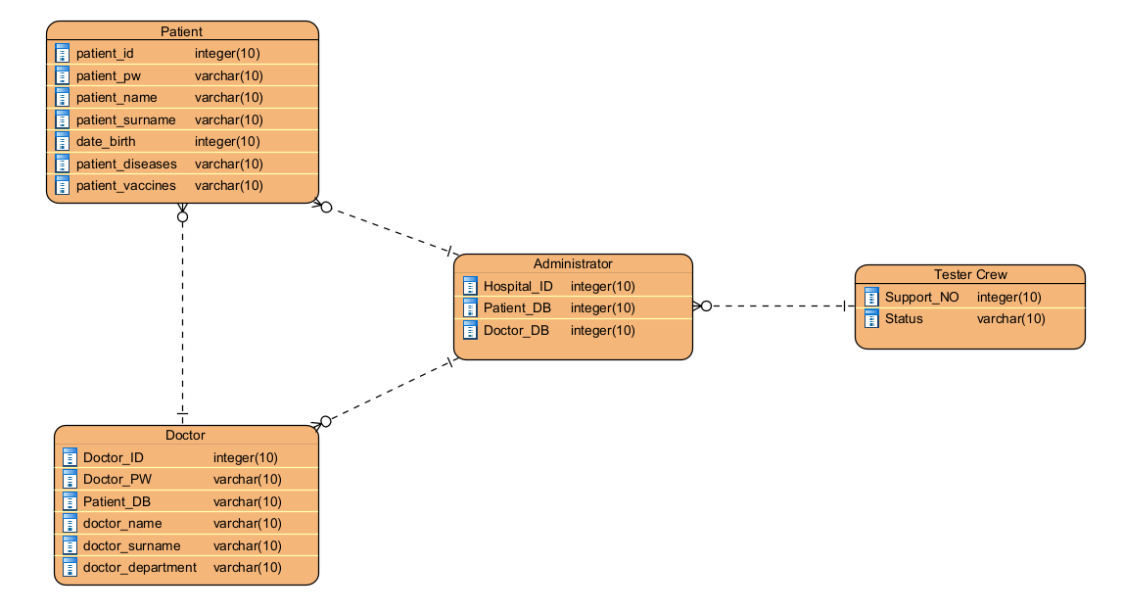 Patient
patient_id integer(10)
patient_pw varchar(10)
patient_name varchar(10)
patient_surname varchar(10)
date_birth integer(10)
patient_diseases varchar(10)
patient_vaccines varchar(10)
Administrator
Hospital_ID integer(10)
Patient_DB integer(10)
Doctor_DB integer(10)
Tester Crew
Support_NO integer(10)
Status varchar(10)
Doctor
Doctor_ID integer(10)
Doctor_PW varchar(10)
Patient_DB varchar(10)
doctor_name varchar(10)
doctor_surname varchar(10)
doctor_department varchar(10)